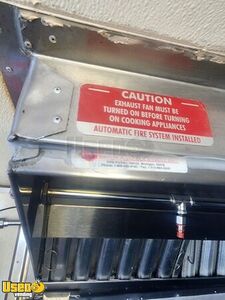 CAUTION
EXHAUST FAN MUST BE
TURNED ON BEFORE TURNING
ON COOKING APPLIANCES
AUTOMATIC FIRE SYSTEM INSTALLED
Used
Vending